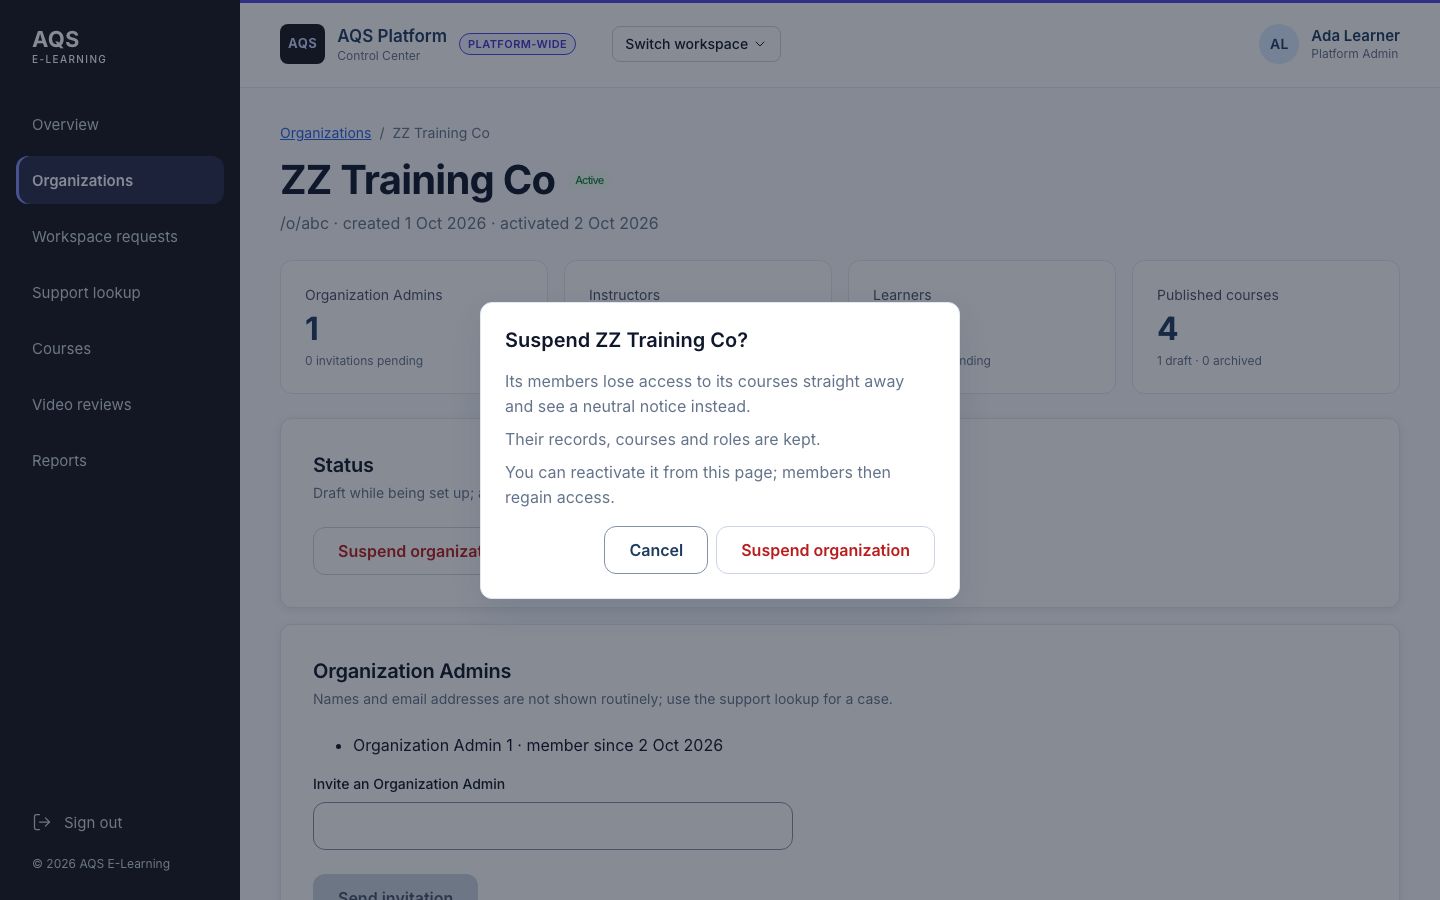 AQS
E-LEARNING
Overview
Organizations
Workspace requests
Support lookup
Courses
Video reviews
Reports
Sign out
© 2026 AQS E-Learning
AQS
AQS Platform
Control Center
PLATFORM-WIDE
Switch workspace
AL
Ada Learner
Platform Admin
Organizations / ZZ Training Co
ZZ Training Co
Active
/o/abc · created 1 Oct 2026 · activated 2 Oct 2026
Organization Admins
1
0 invitations pending
Instructors
Learners
Published courses
4
1 draft · 0 archived
Status
Draft while being set up;
Suspend ZZ Training Co?
Its members lose access to its courses straight away
and see a neutral notice instead.
Their records, courses and roles are kept.
You can reactivate it from this page; members then
regain access.
Cancel
Suspend organization
Organization Admins
Names and email addresses are not shown routinely; use the support lookup for a case.
• Organization Admin 1 · member since 2 Oct 2026
Invite an Organization Admin
Send invitation